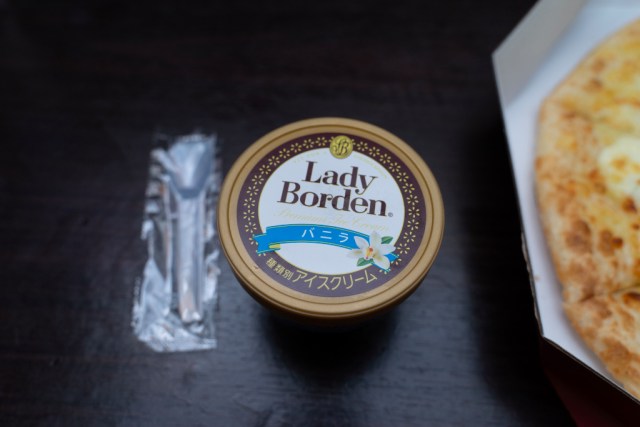 Lady
Borden®
バニラ
種類別 アイスクリーム